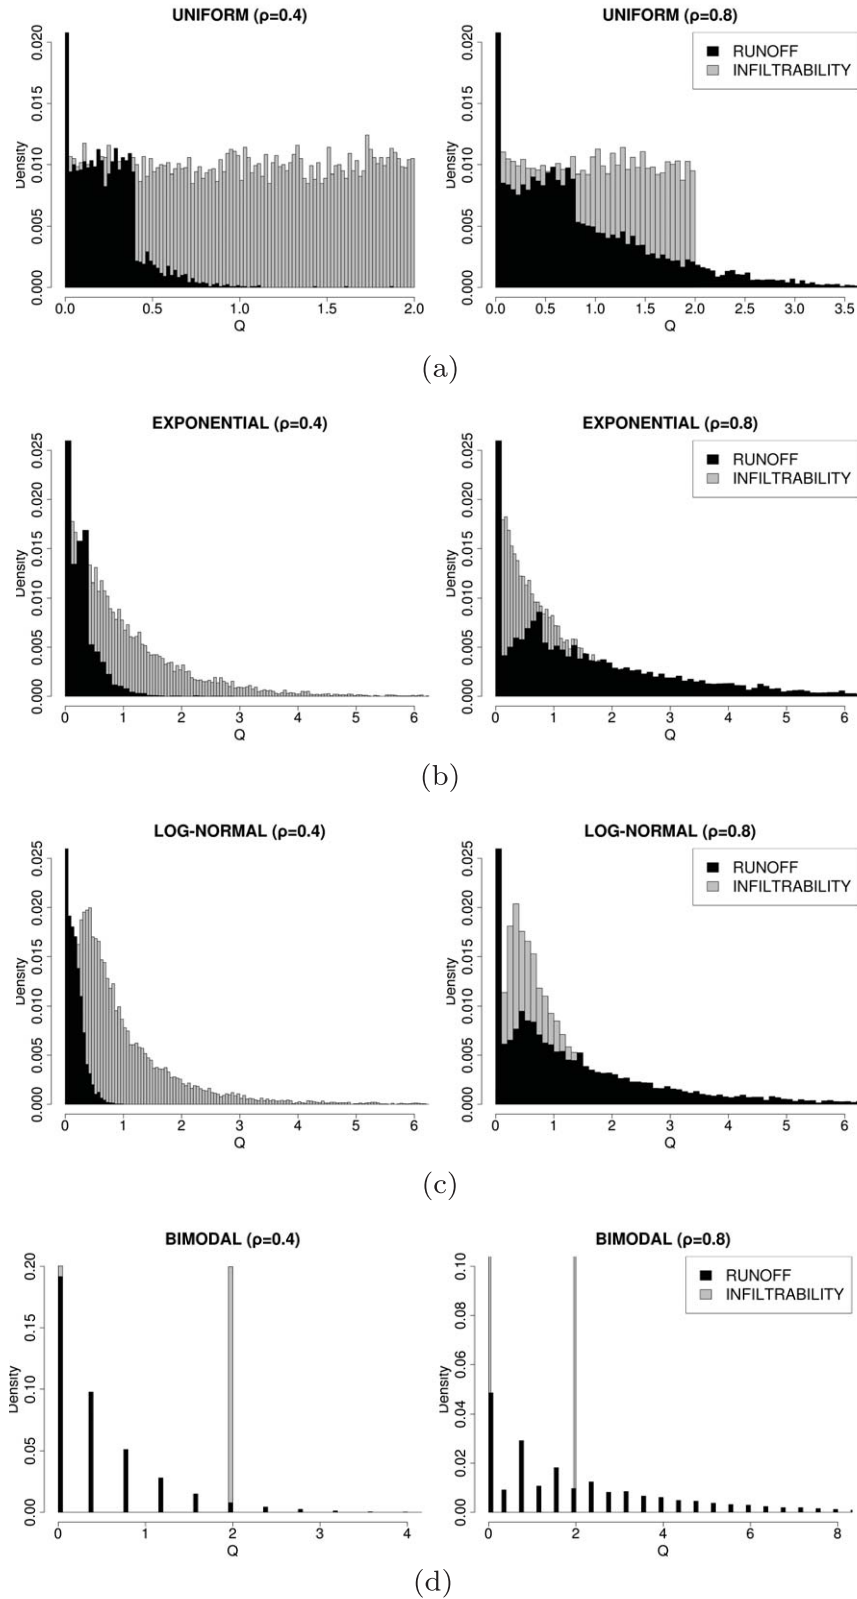 UNIFORM (ρ=0.4)
UNIFORM (ρ=0.8)
RUNOFF
INFILTRABILITY
Density
0.000 0.005 0.010 0.015 0.020
0.0 0.5 1.0 1.5 2.0
Q
Density
0.000 0.005 0.010 0.015 0.020
0.0 0.5 1.0 1.5 2.0 2.5 3.0 3.5
Q
(a)
EXPONENTIAL (ρ=0.4)
EXPONENTIAL (ρ=0.8)
RUNOFF
INFILTRABILITY
Density
0.000 0.005 0.010 0.015 0.020 0.025
0 1 2 3 4 5 6
Q
Density
0.000 0.005 0.010 0.015 0.020 0.025
0 1 2 3 4 5 6
Q
(b)
LOG-NORMAL (ρ=0.4)
LOG-NORMAL (ρ=0.8)
RUNOFF
INFILTRABILITY
Density
0.000 0.005 0.010 0.015 0.020 0.025
0 1 2 3 4 5 6
Q
Density
0.000 0.005 0.010 0.015 0.020 0.025
0 1 2 3 4 5 6
Q
(c)
BIMODAL (ρ=0.4)
BIMODAL (ρ=0.8)
RUNOFF
INFILTRABILITY
Density
0.00 0.05 0.10 0.15 0.20
0 1 2 3 4
Q
Density
0.00 0.02 0.04 0.06 0.08 0.10
0 2 4 6 8
Q
(d)